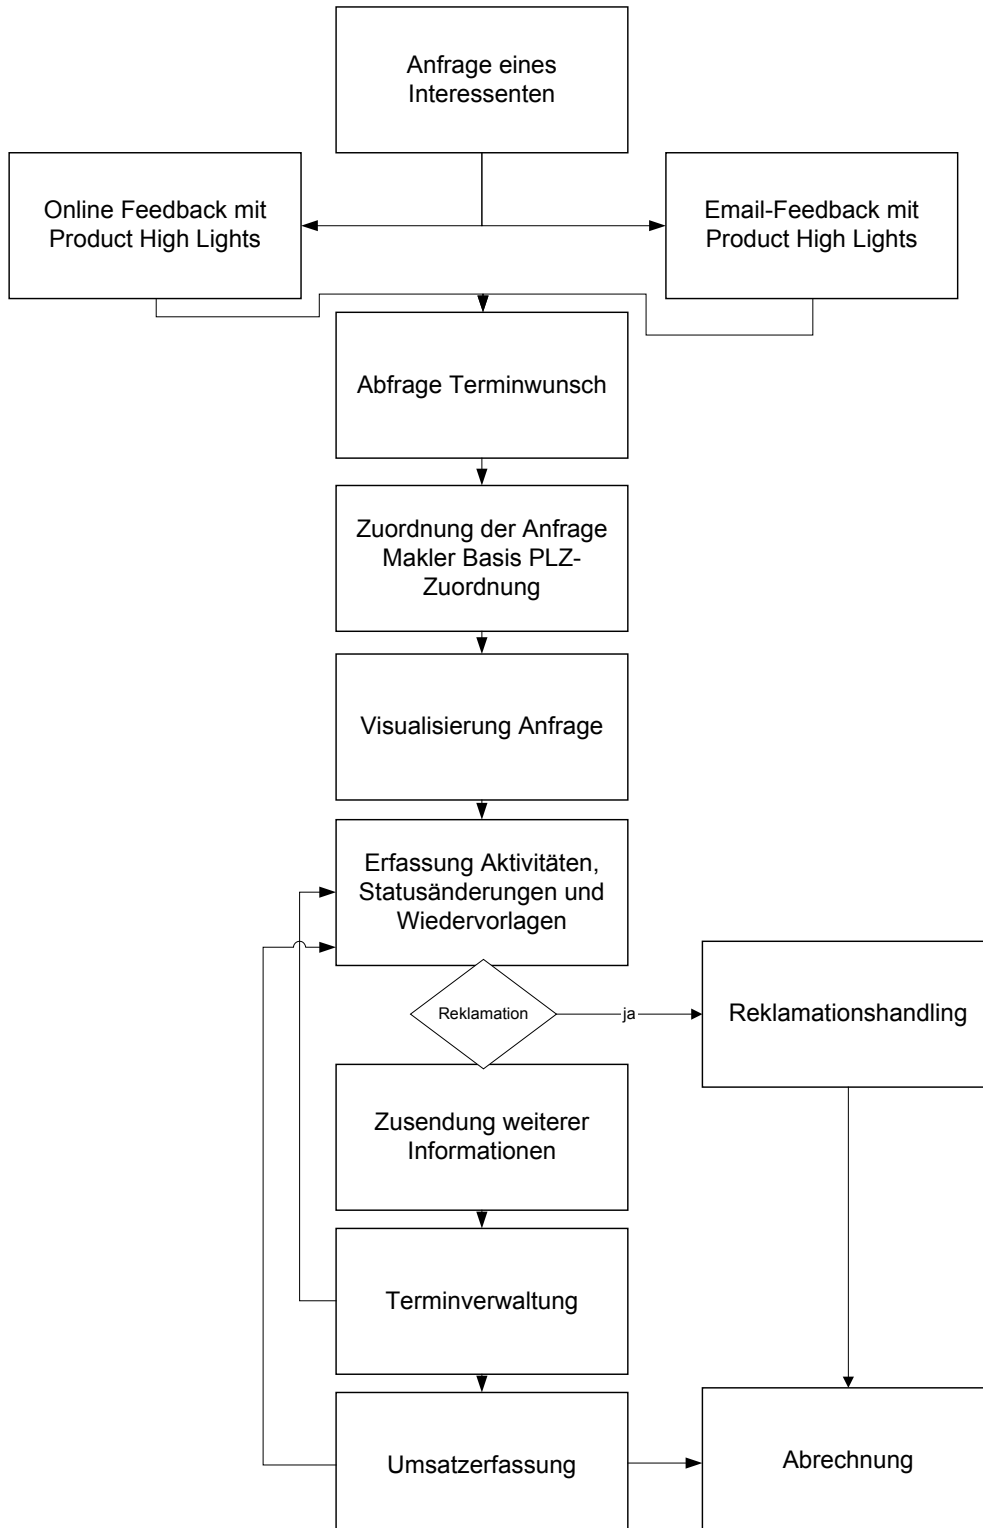 Anfrage eines
Interessenten
Online Feedback mit
Product High Lights
Email-Feedback mit
Product High Lights
Abfrage Terminwunsch
Zuordnung der Anfrage
Makler Basis PLZ-
Zuordnung
Visualisierung Anfrage
Erfassung Aktivitäten,
Statusänderungen und
Wiedervorlagen
Reklamation
ja
Reklamationshandling
Zusendung weiterer
Informationen
Terminverwaltung
Umsatzerfassung
Abrechnung